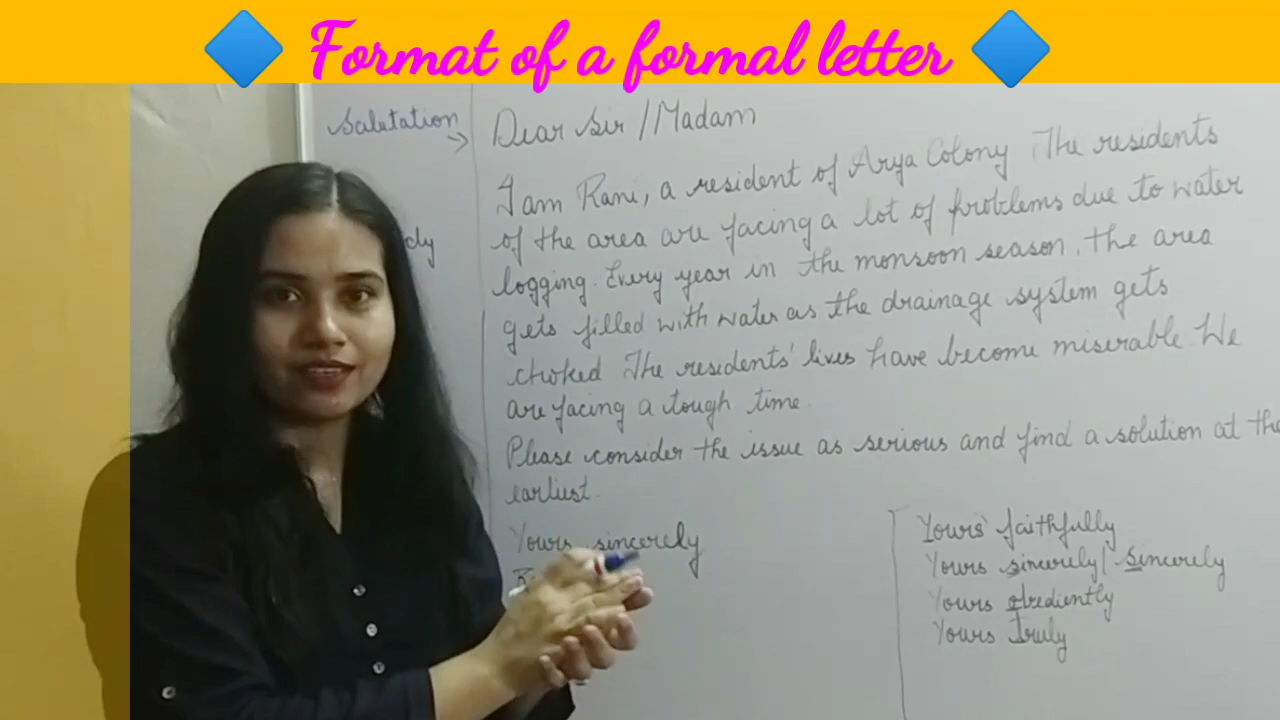 Format of a formal letter
Salutation
Dear Sir / Madam
I am Rani, a resident of Arya Colony. The residents
of the area are facing a lot of problems due to water
logging. Every year in the monsoon season, the area
gets filled with water as the drainage system gets
choked. The residents' lives have become miserable. We
are facing a tough time.
Please consider the issue as serious and find a solution at the
earliest.
Yours sincerely
Yours faithfully
Yours sincerely / Sincerely
Yours obediently
Yours Truly